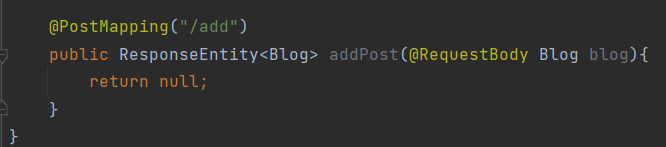 @PostMapping("/add")
public ResponseEntity<Blog> addPost(@RequestBody Blog blog){
return null;
}
}